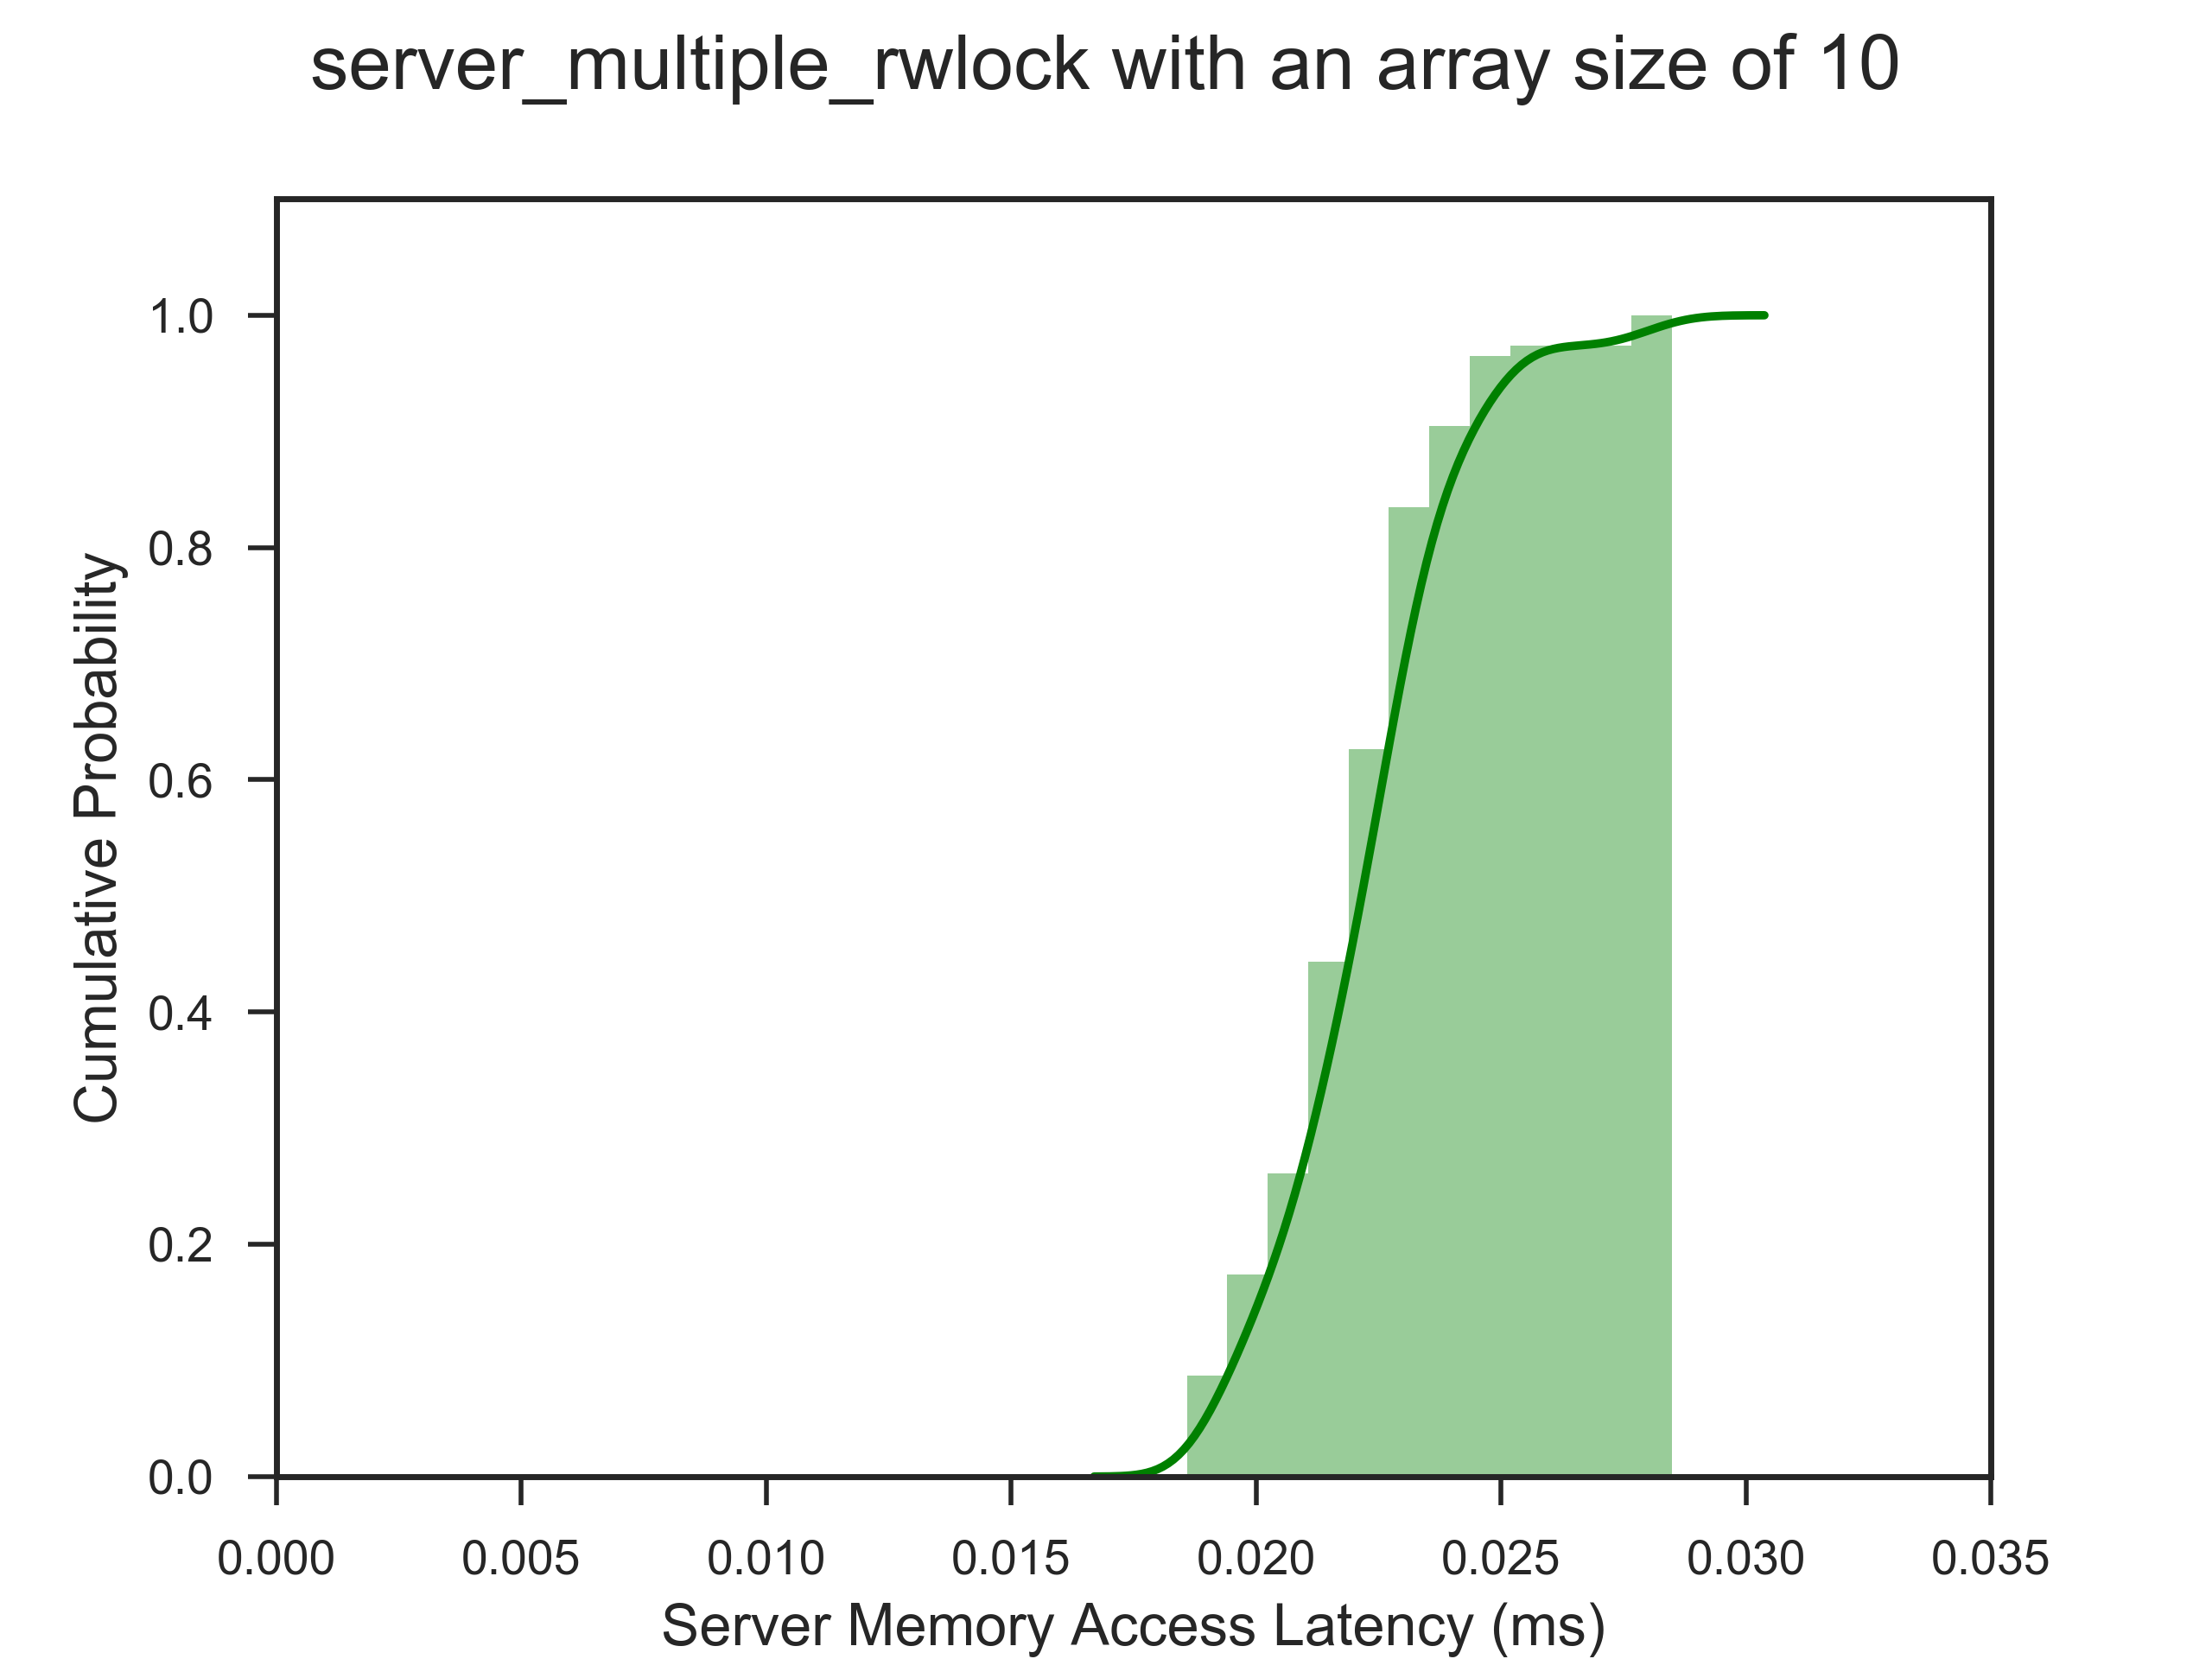 server_multiple_rwlock with an array size of 10
1.0
0.8
0.6
0.4
0.2
0.0
Cumulative Probability
0.000 0.005 0.010 0.015 0.020 0.025 0.030 0.035
Server Memory Access Latency (ms)